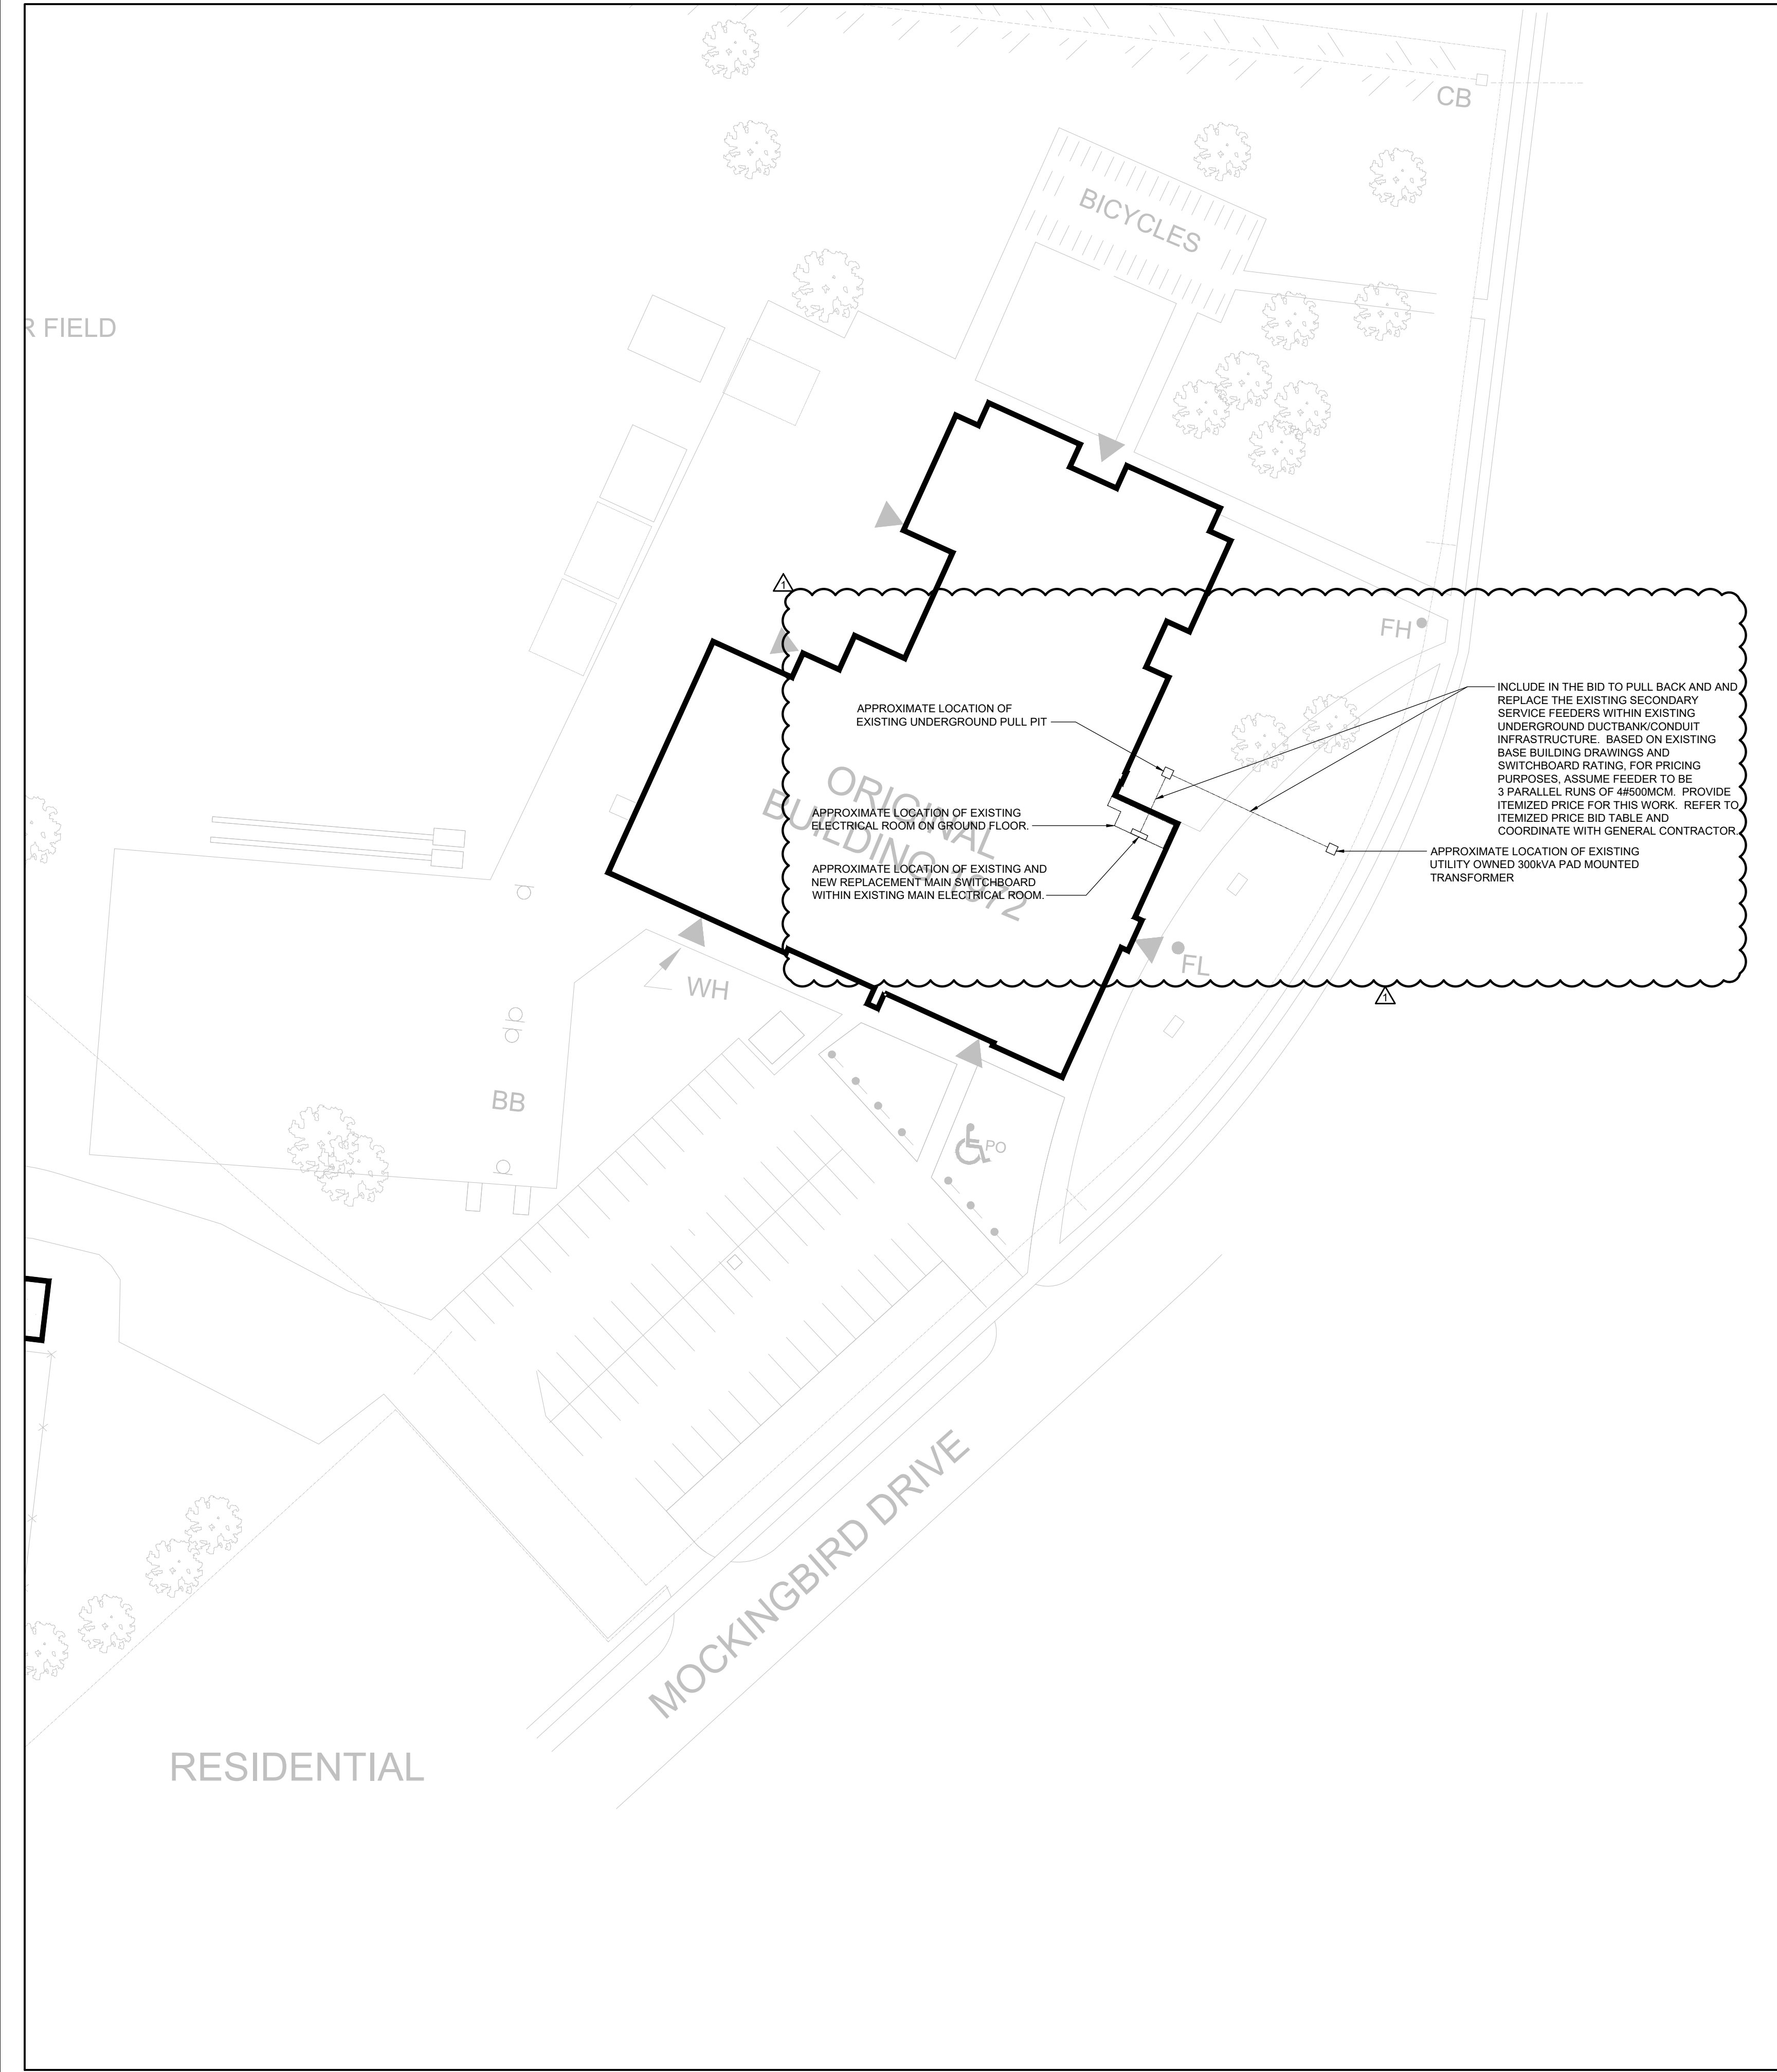 CB
BICYCLES
R FIELD
1
FH
INCLUDE IN THE BID TO PULL BACK AND AND
REPLACE THE EXISTING SECONDARY
SERVICE FEEDERS WITHIN EXISTING
UNDERGROUND DUCTBANK/CONDUIT
INFRASTRUCTURE. BASED ON EXISTING
BASE BUILDING DRAWINGS AND
SWITCHBOARD RATING, FOR PRICING
PURPOSES, ASSUME FEEDER TO BE
3 PARALLEL RUNS OF 4#500MCM. PROVIDE
ITEMIZED PRICE FOR THIS WORK. REFER TO
ITEMIZED PRICE BID TABLE AND
COORDINATE WITH GENERAL CONTRACTOR.
APPROXIMATE LOCATION OF
EXISTING UNDERGROUND PULL PIT
ORIGINAL
BUILDING 1972
APPROXIMATE LOCATION OF EXISTING
ELECTRICAL ROOM ON GROUND FLOOR.
APPROXIMATE LOCATION OF EXISTING
UTILITY OWNED 300kVA PAD MOUNTED
TRANSFORMER
APPROXIMATE LOCATION OF EXISTING AND
NEW REPLACEMENT MAIN SWITCHBOARD
WITHIN EXISTING MAIN ELECTRICAL ROOM.
FL
WH
1
BB
PO
MOCKINGBIRD DRIVE
RESIDENTIAL